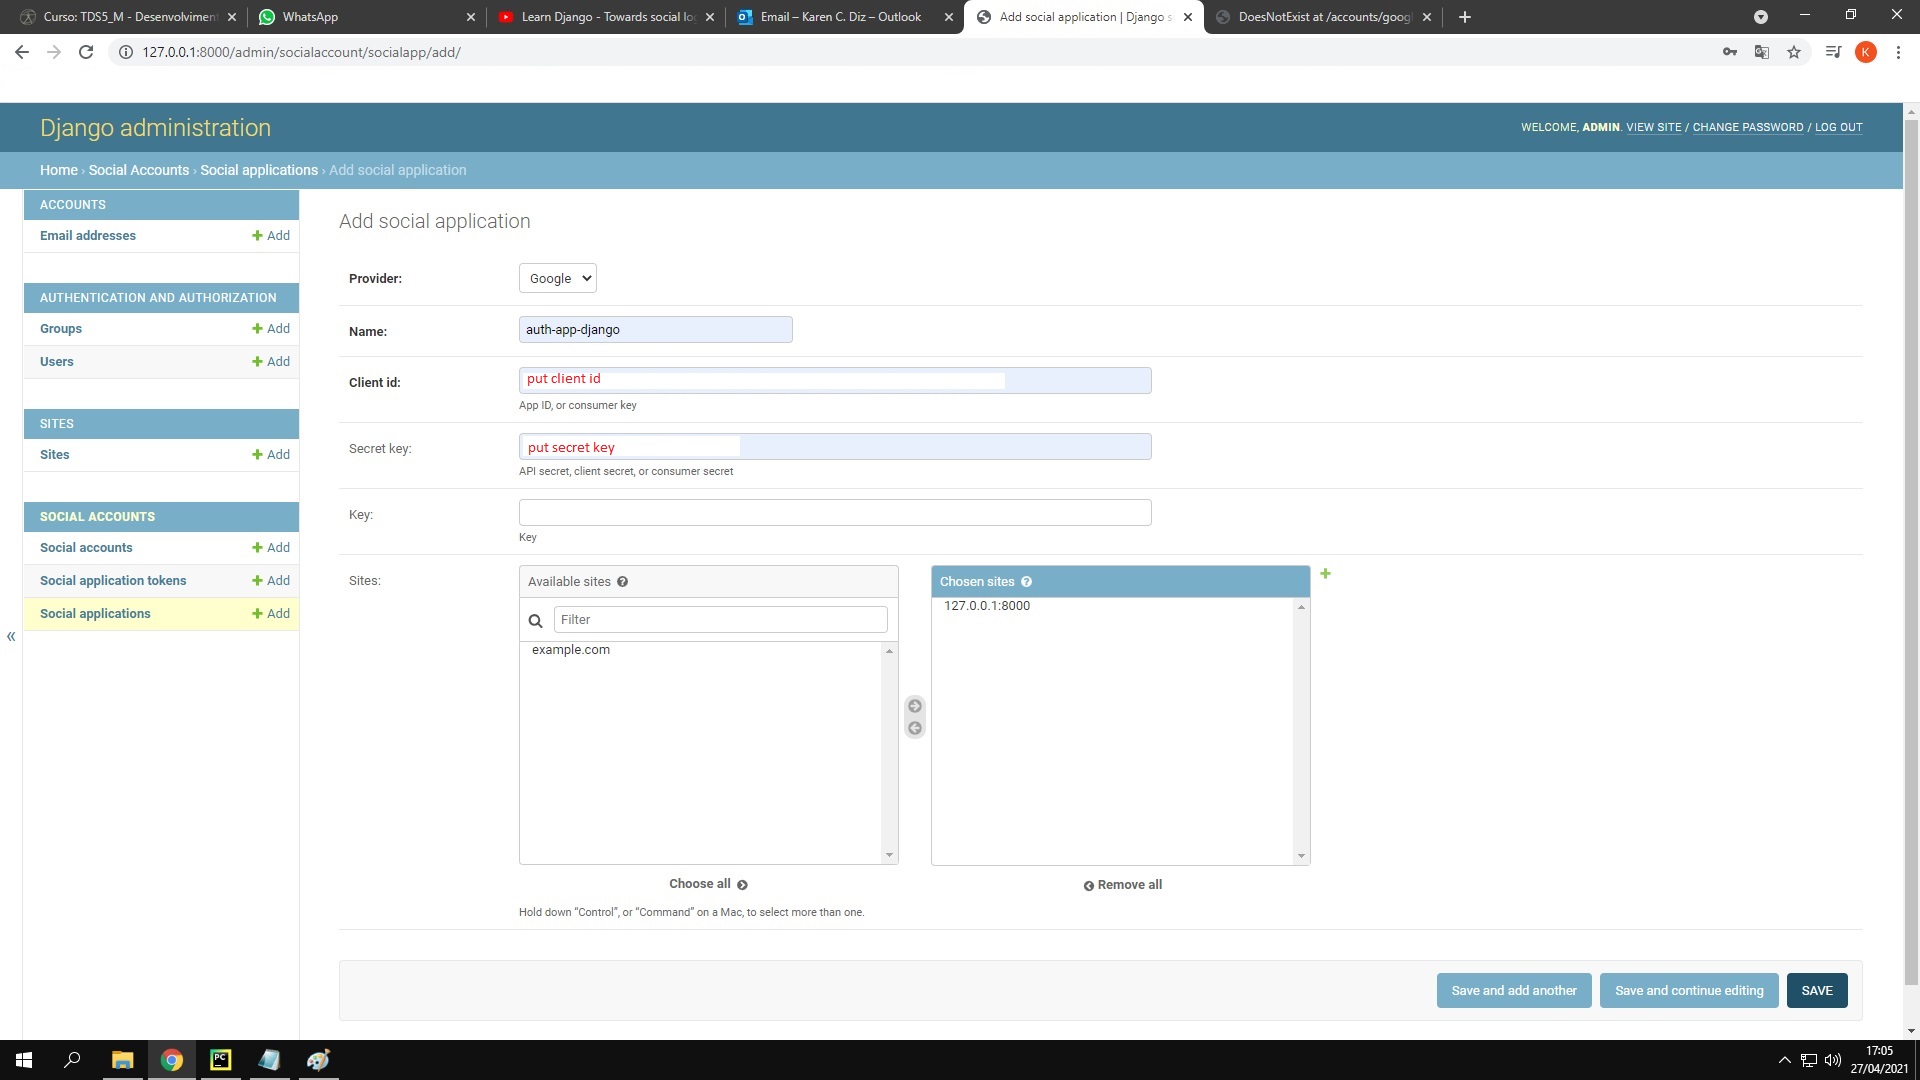 Curso: TDS5_M - Desenvolviment
WhatsApp
Learn Django - Towards social lo
Email – Karen C. Diz – Outlook
Add social application | Django s
DoesNotExist at /accounts/googl
127.0.0.1:8000/admin/socialaccount/socialapp/add/
K
Django administration
WELCOME, ADMIN. VIEW SITE / CHANGE PASSWORD / LOG OUT
Home › Social Accounts › Social applications › Add social application
ACCOUNTS
Email addresses
Add
AUTHENTICATION AND AUTHORIZATION
Groups
Add
Users
Add
SITES
Sites
Add
SOCIAL ACCOUNTS
Social accounts
Add
Social application tokens
Add
Social applications
Add
«
Add social application
Provider:
Google
Name:
auth-app-django
Client id:
put client id
App ID, or consumer key
Secret key:
put secret key
API secret, client secret, or consumer secret
Key:
Key
Sites:
Available sites
Filter
example.com
Choose all
Chosen sites
127.0.0.1:8000
Remove all
Hold down “Control”, or “Command” on a Mac, to select more than one.
Save and add another
Save and continue editing
SAVE
PC
17:05
27/04/2021